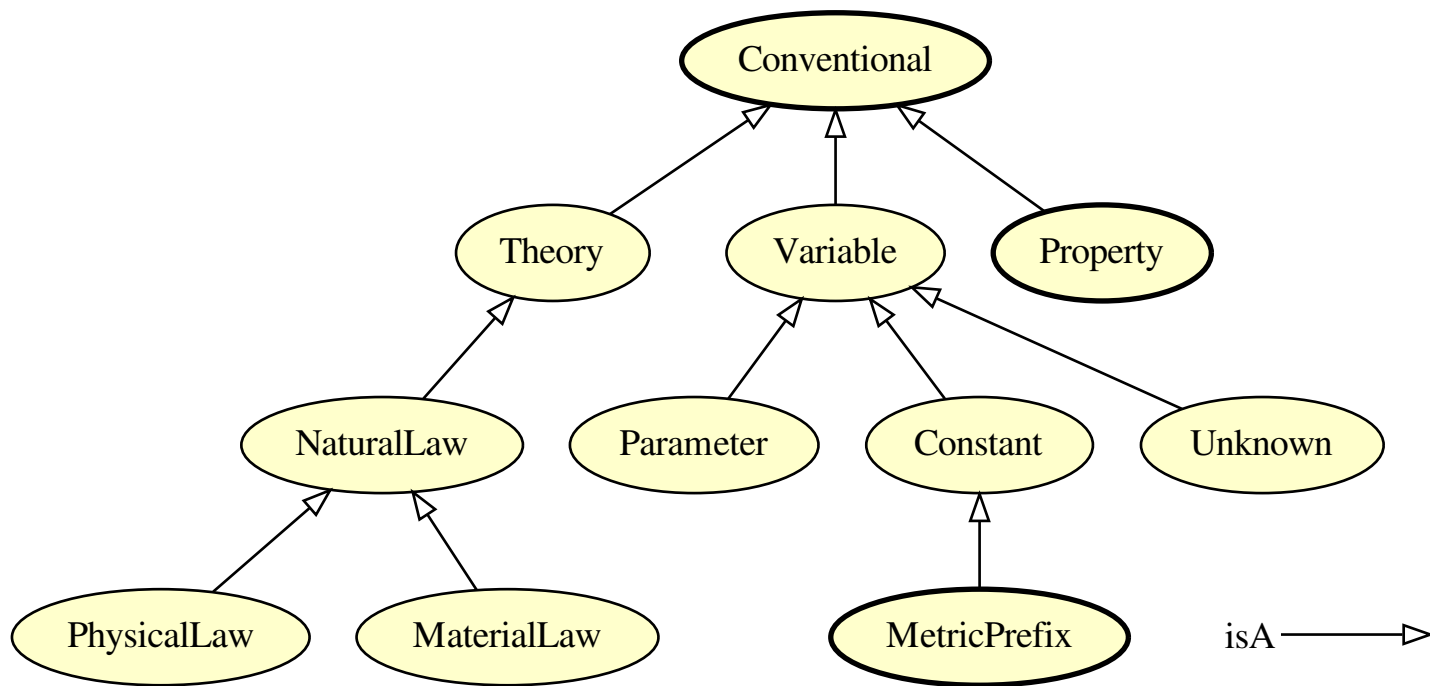 Conventional
Theory
Variable
Property
NaturalLaw
Parameter
Constant
Unknown
PhysicalLaw
MaterialLaw
MetricPrefix
isA